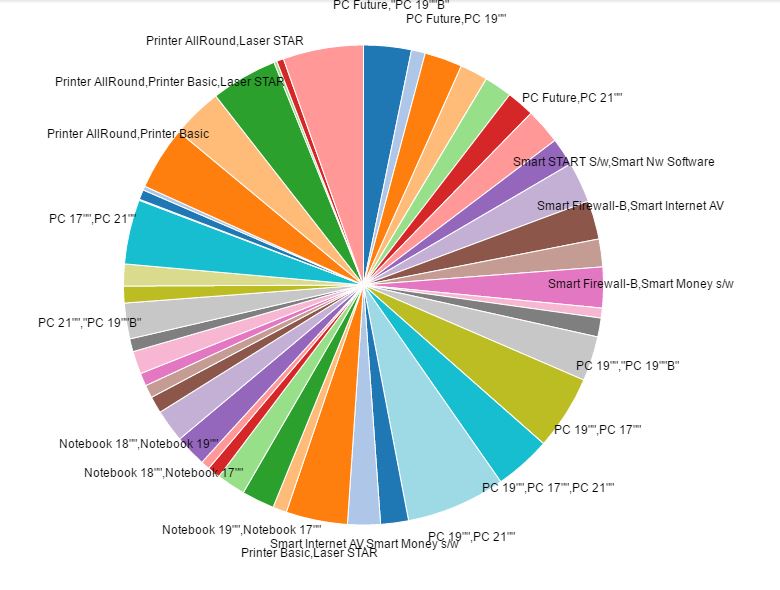 PC Future,"PC 19""B"
PC Future,PC 19""
Printer AllRound,Laser STAR
Printer AllRound,Printer Basic,Laser STAR
PC Future,PC 21""
Printer AllRound,Printer Basic
Smart START S/w,Smart Nw Software
Smart Firewall-B,Smart Internet AV
PC 17"",PC 21""
Smart Firewall-B,Smart Money s/w
PC 21"","PC 19""B"
PC 19"","PC 19""B"
PC 19"",PC 17""
Notebook 18"",Notebook 19""
Notebook 18"",Notebook 17""
PC 19"",PC 17"",PC 21""
Notebook 19"",Notebook 17""
PC 19"",PC 21""
Smart Internet AV,Smart Money s/w
Printer Basic,Laser STAR